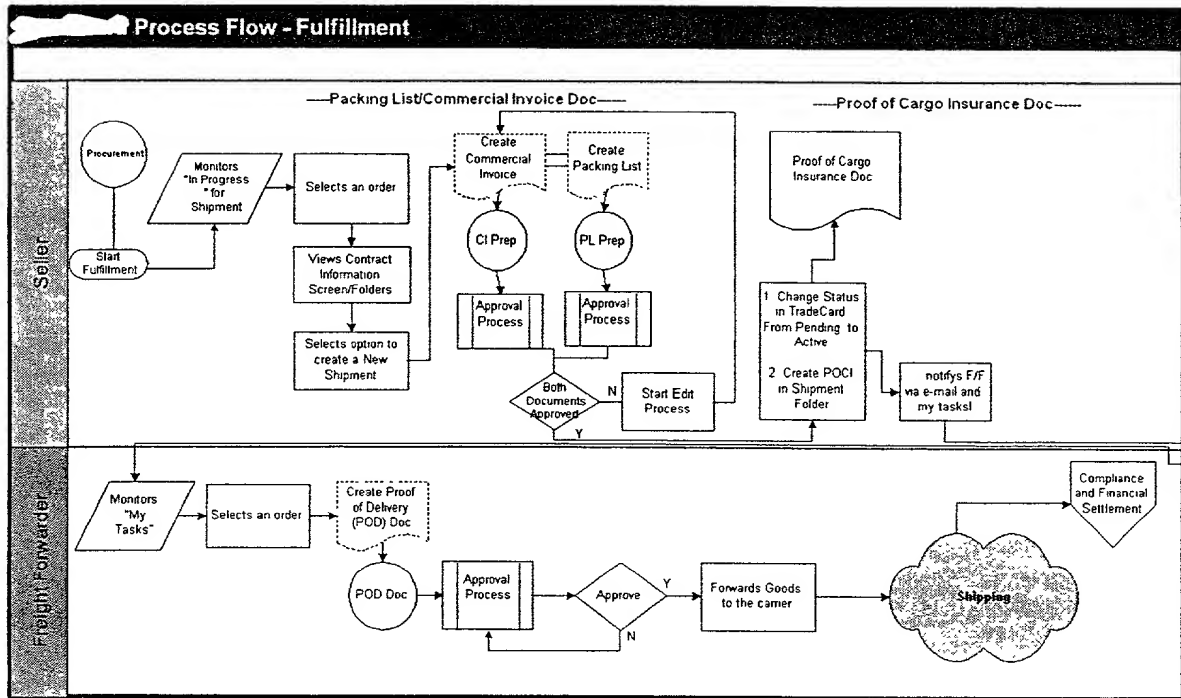 Process Flow - Fulfillment
-----Packing List/Commercial Invoice Doc-----
-----Proof of Cargo Insurance Doc-----
Seller
Procurement
Start
Fulfillment
Monitors
"In Progress
" for
Shipment
Selects an order
Views Contract
Information
Screen/Folders
Selects option to
create a New
Shipment
Create
Commercial
Invoice
Create
Packing List
CI Prep
PL Prep
Approval
Process
Approval
Process
Both
Documents
Approved
N
Y
Start Edit
Process
Proof of Cargo
Insurance Doc
1 Change Status
in TradeCard
From Pending to
Active
2 Create POCI
in Shipment
Folder
notifys F/F
via e-mail and
my tasks!
Freight Forwarder
Monitors
"My
Tasks"
Selects an order
Create Proof
of Delivery
(POD) Doc
POD Doc
Approval
Process
Approve
Y
N
Forwards Goods
to the carrier
Shipping
Compliance
and Financial
Settlement